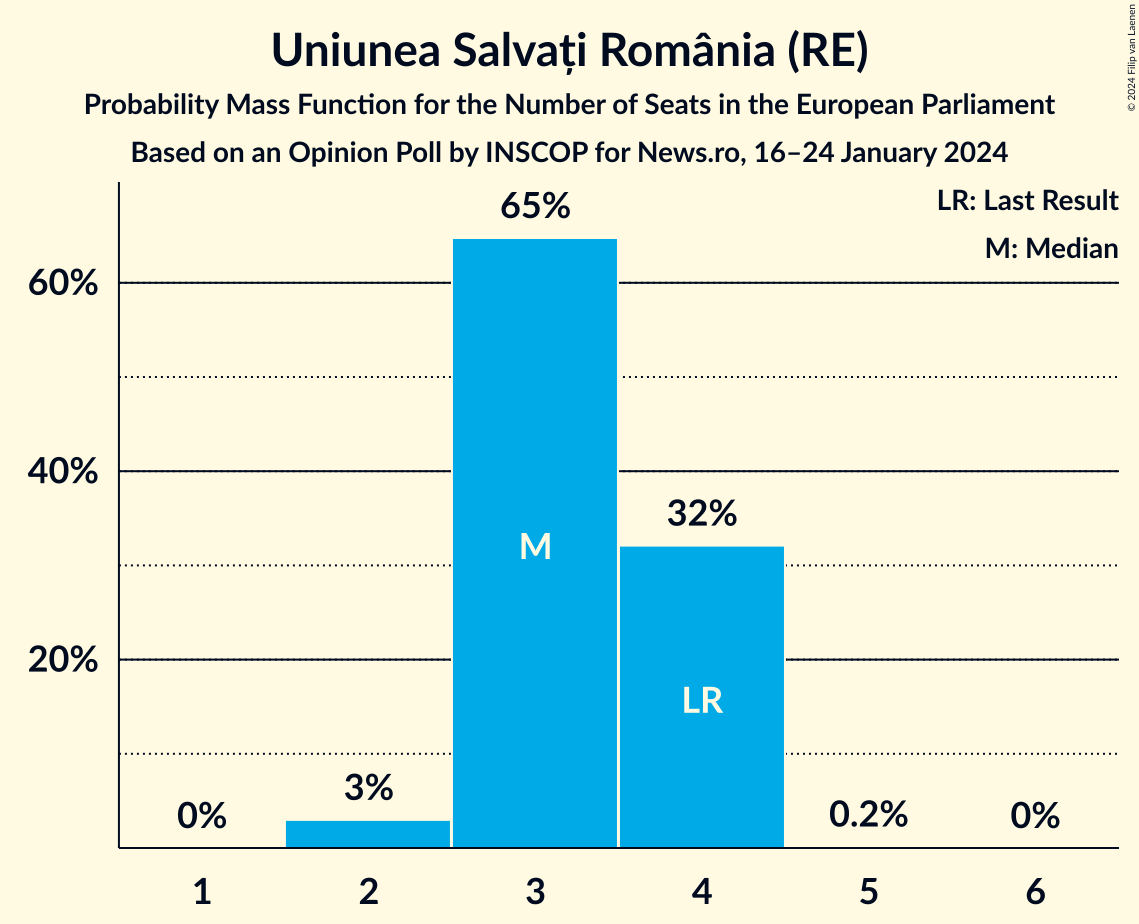 Uniunea Salvați România (RE)
Probability Mass Function for the Number of Seats in the European Parliament
Based on an Opinion Poll by INSCOP for News.ro, 16–24 January 2024
© 2024 Filip van Laenen
LR: Last Result
M: Median
65%
60%
40%
32%
M
20%
LR
3%
0%
0.2%
0%
1
2
3
4
5
6